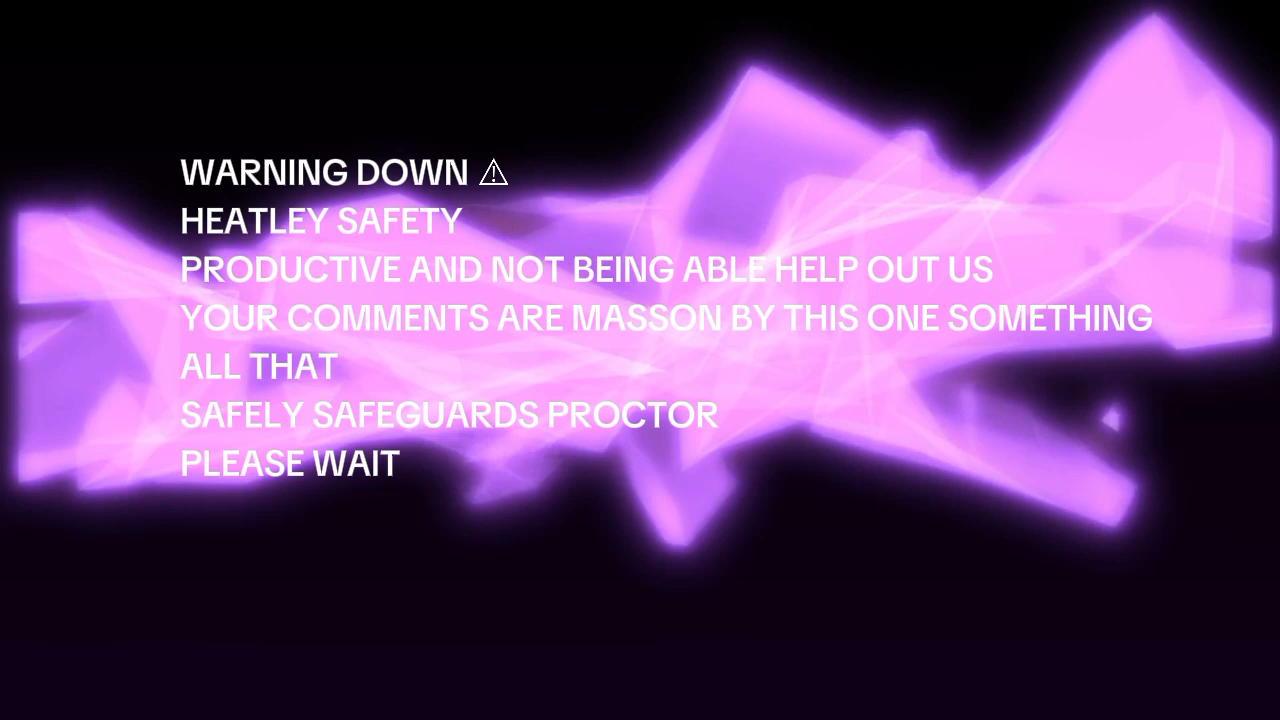 WARNING DOWN ⚠
HEATLEY SAFETY
PRODUCTIVE AND NOT BEING ABLE HELP OUT US
YOUR COMMENTS ARE MASSON BY THIS ONE SOMETHING
ALL THAT
SAFELY SAFEGUARDS PROCTOR
PLEASE WAIT